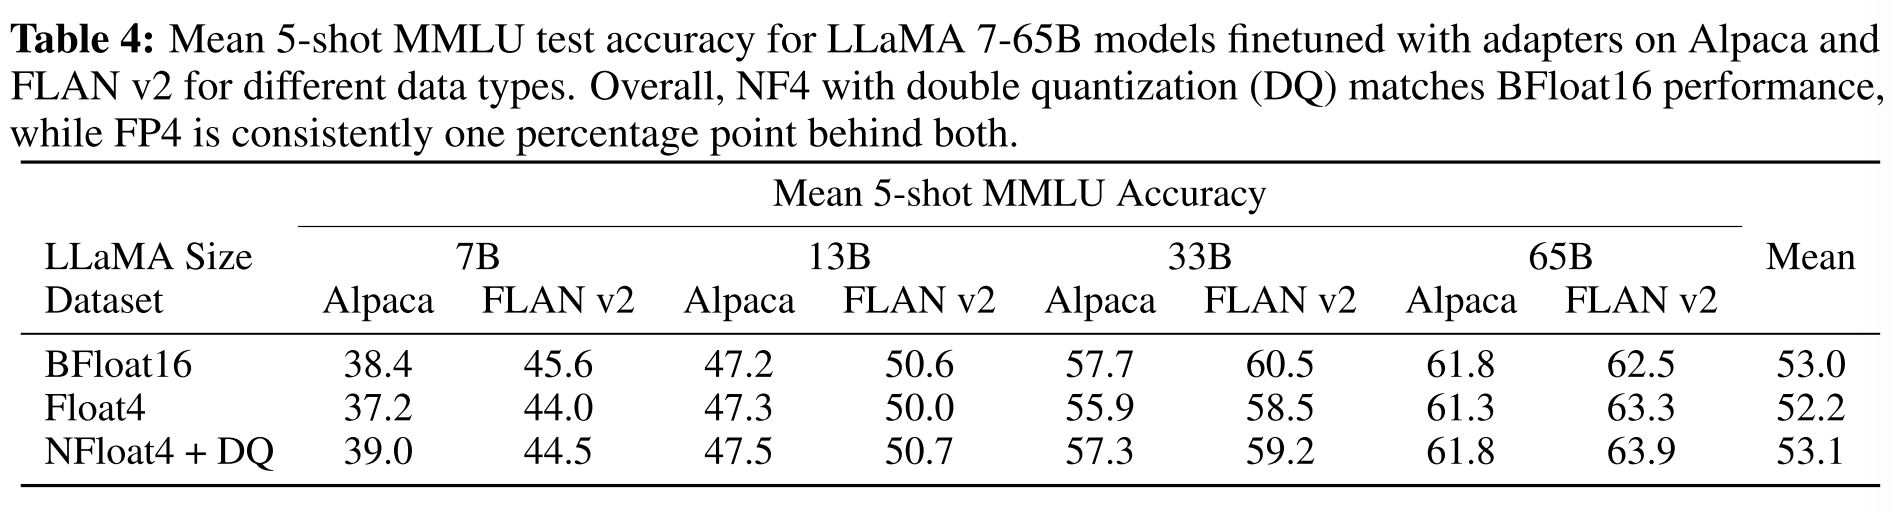 Table 4: Mean 5-shot MMLU test accuracy for LLaMA 7-65B models finetuned with adapters on Alpaca and
FLAN v2 for different data types. Overall, NF4 with double quantization (DQ) matches BFloat16 performance,
while FP4 is consistently one percentage point behind both.
Mean 5-shot MMLU Accuracy
LLaMA Size 7B 13B 33B 65B Mean
Dataset Alpaca FLAN v2 Alpaca FLAN v2 Alpaca FLAN v2 Alpaca FLAN v2
BFloat16 38.4 45.6 47.2 50.6 57.7 60.5 61.8 62.5 53.0
Float4 37.2 44.0 47.3 50.0 55.9 58.5 61.3 63.3 52.2
NFloat4 + DQ 39.0 44.5 47.5 50.7 57.3 59.2 61.8 63.9 53.1